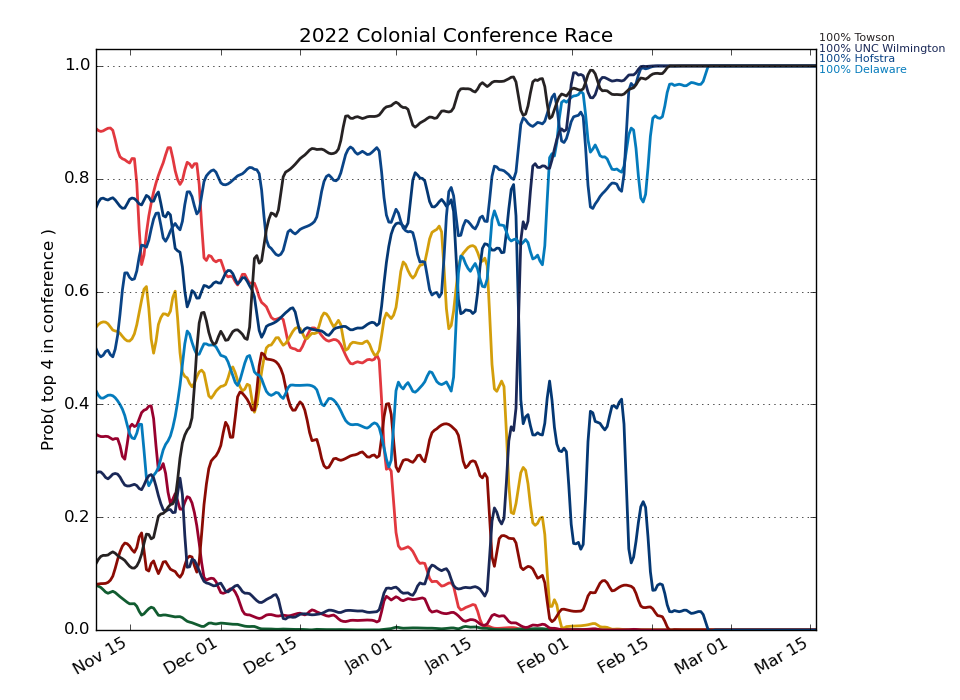 2022 Colonial Conference Race
100% Towson
100% UNC Wilmington
100% Hofstra
100% Delaware
Prob( top 4 in conference )
1.0
0.8
0.6
0.4
0.2
0.0
Nov 15
Dec 01
Dec 15
Jan 01
Jan 15
Feb 01
Feb 15
Mar 01
Mar 15